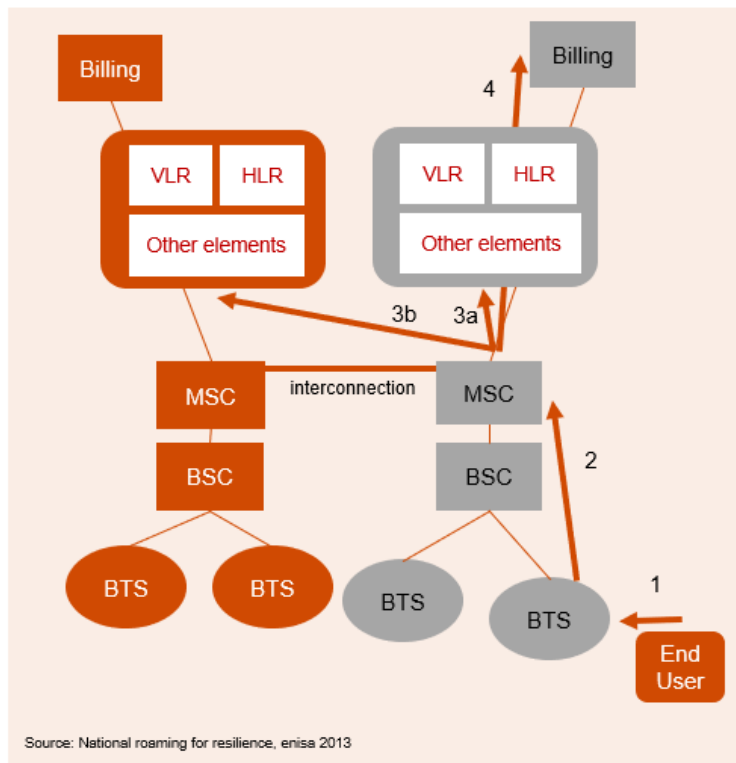 Billing
4
Billing
VLR
HLR
Other elements
VLR
HLR
Other elements
3b
3a
MSC
interconnection
MSC
2
BSC
BSC
BTS
BTS
BTS
BTS
1
End
User
Source: National roaming for resilience, enisa 2013